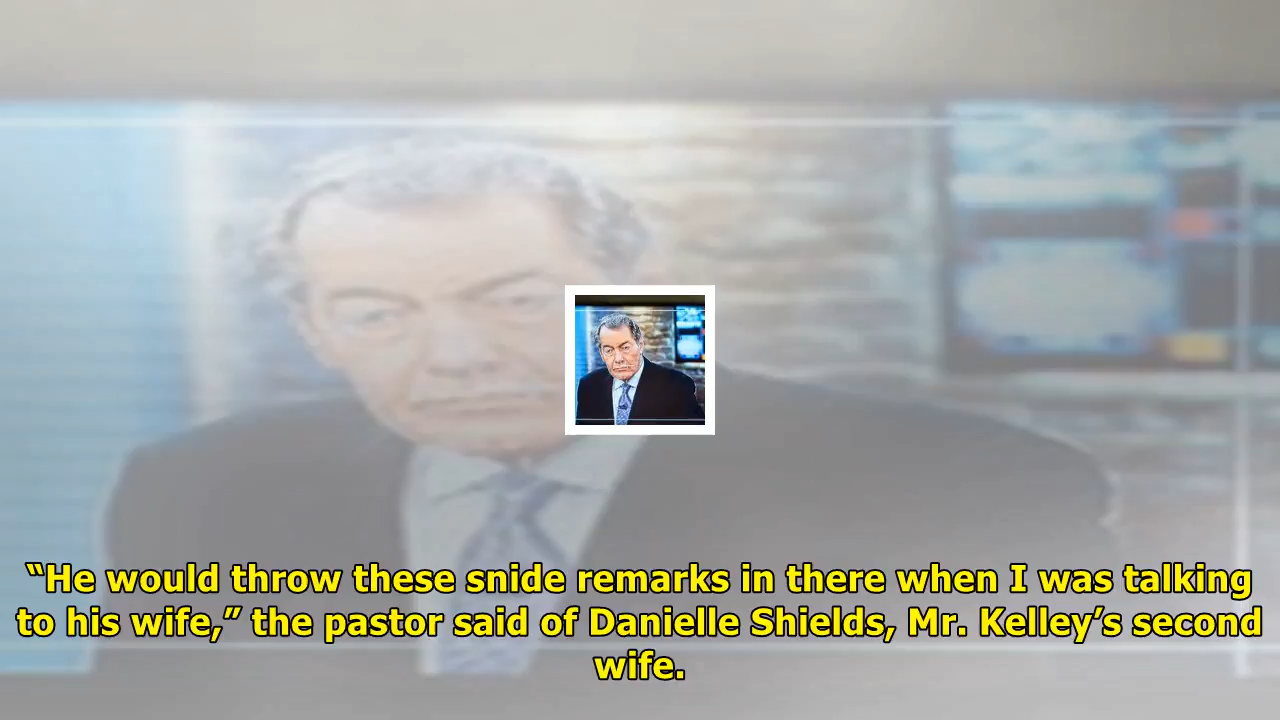 “He would throw these snide remarks in there when I was talking
to his wife,” the pastor said of Danielle Shields, Mr. Kelley’s second
wife.